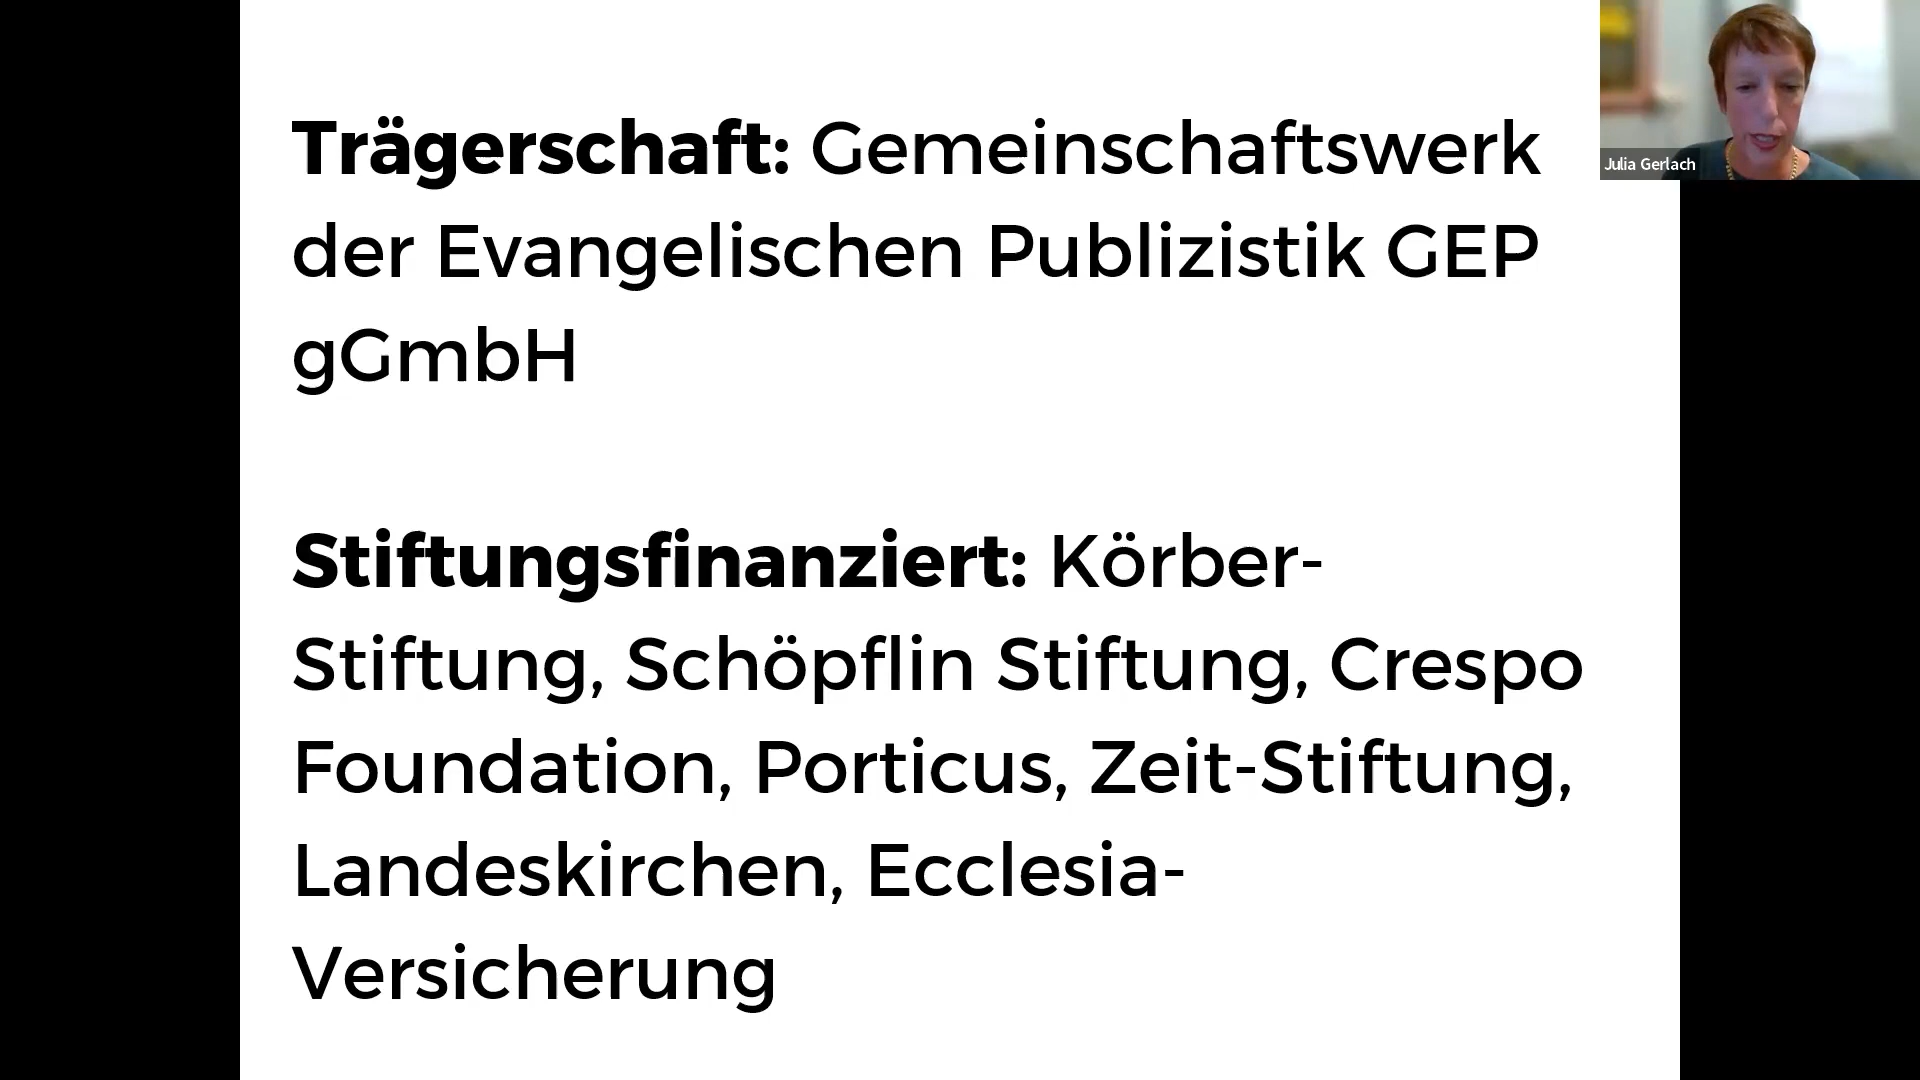 Trägerschaft: Gemeinschaftswerk
der Evangelischen Publizistik GEP
gGmbH
Stiftungsfinanziert: Körber-
Stiftung, Schöpflin Stiftung, Crespo
Foundation, Porticus, Zeit-Stiftung,
Landeskirchen, Ecclesia-
Versicherung
Julia Gerlach